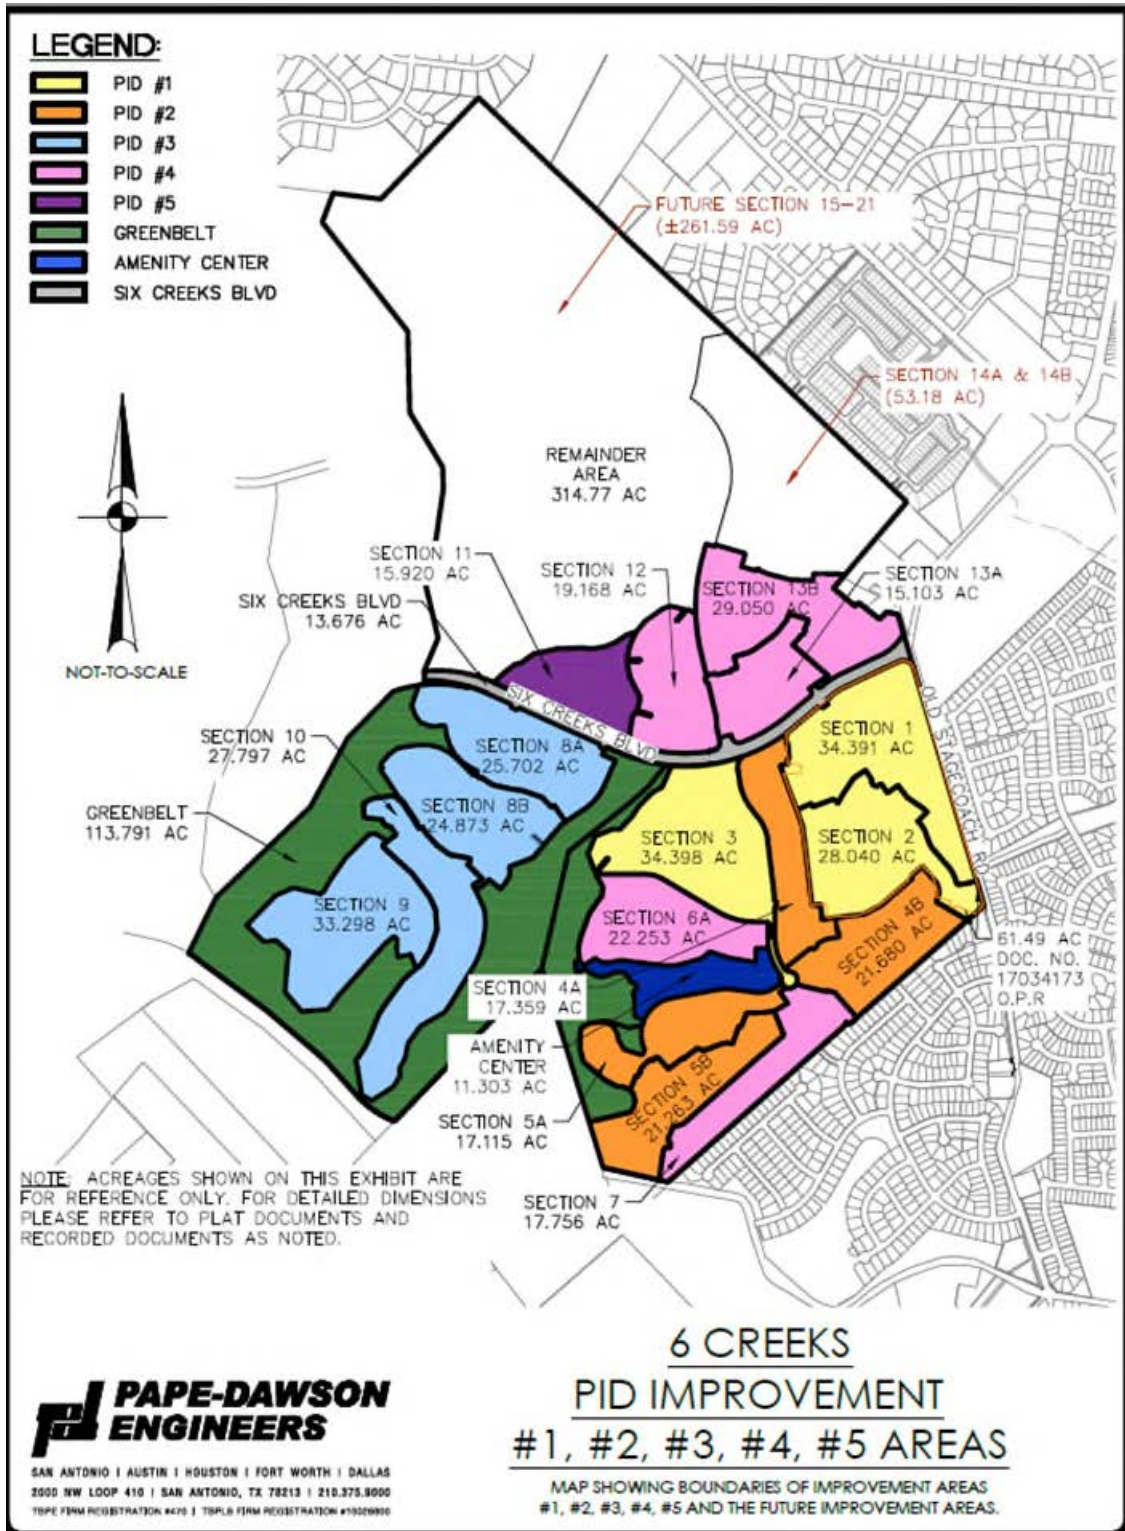 LEGEND:
PID #1
PID #2
PID #3
PID #4
PID #5
GREENBELT
AMENITY CENTER
SIX CREEKS BLVD
FUTURE SECTION 15-21
(±261.59 AC)
SECTION 14A & 14B
(53.18 AC)
REMAINDER
AREA
314.77 AC
NOT-TO-SCALE
SECTION 11
15.920 AC
SECTION 12
19.168 AC
SECTION 13B
29.050 AC
SECTION 13A
15.103 AC
SIX CREEKS BLVD
13.676 AC
SIX CREEKS BLVD
OLD STAGECOACH RD
SECTION 10
27.797 AC
SECTION 8A
25.702 AC
SECTION 1
34.391 AC
GREENBELT
113.791 AC
SECTION 8B
24.873 AC
SECTION 3
34.398 AC
SECTION 2
28.040 AC
SECTION 9
33.298 AC
SECTION 6A
22.253 AC
SECTION 4B
21.680 AC
61.49 AC
DOC. NO.
17034173
O.P.R
SECTION 4A
17.359 AC
AMENITY
CENTER
11.303 AC
SECTION 5B
21.263 AC
SECTION 5A
17.115 AC
SECTION 7
17.756 AC
NOTE: ACREAGES SHOWN ON THIS EXHIBIT ARE
FOR REFERENCE ONLY. FOR DETAILED DIMENSIONS
PLEASE REFER TO PLAT DOCUMENTS AND
RECORDED DOCUMENTS AS NOTED.
6 CREEKS
PID IMPROVEMENT
#1, #2, #3, #4, #5 AREAS
MAP SHOWING BOUNDARIES OF IMPROVEMENT AREAS
#1, #2, #3, #4, #5 AND THE FUTURE IMPROVEMENT AREAS.
PAPE-DAWSON
ENGINEERS
SAN ANTONIO | AUSTIN | HOUSTON | FORT WORTH | DALLAS
2000 NW LOOP 410 | SAN ANTONIO, TX 78213 | 210.375.9000
TBPE FIRM REGISTRATION #470 | TBPLS FIRM REGISTRATION #10028800